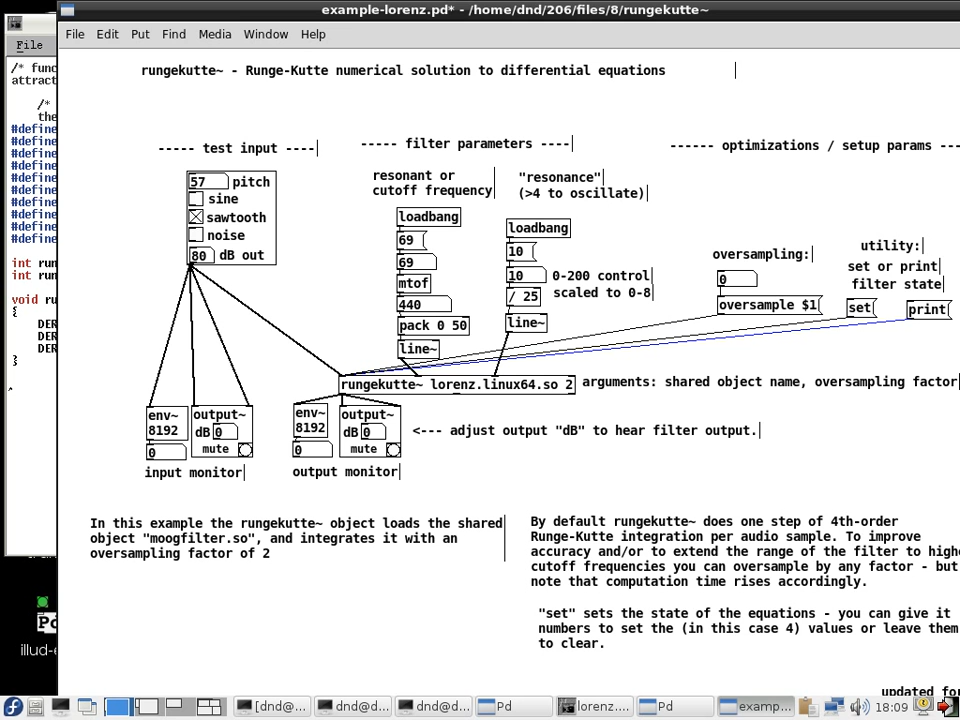 example-lorenz.pd* - /home/dnd/206/files/8/rungekutte~
File Edit Put Find Media Window Help
File
/* func
attract
/*
the
#define
#define
#define
#define
#define
#define
#define
#define
#define
#define
int run
int run
void ru
{
DER
DER
DER
}
rungekutte~ - Runge-Kutte numerical solution to differential equations
----- test input ----
----- filter parameters ----
------ optimizations / setup params ---
57 pitch
sine
sawtooth
noise
80 dB out
resonant or
cutoff frequency
loadbang
69
69
mtof
440
pack 0 50
line~
"resonance"
(>4 to oscillate)
loadbang
10
10
0-200 control
scaled to 0-8
/ 25
line~
oversampling:
0
oversample $1
utility:
set or print
filter state
set
print
rungekutte~ lorenz.linux64.so 2
arguments: shared object name, oversampling factor
env~
8192
0
output~
dB 0
mute
input monitor
env~
8192
0
output~
dB 0
mute
output monitor
<--- adjust output "dB" to hear filter output.
In this example the rungekutte~ object loads the shared
object "moogfilter.so", and integrates it with an
oversampling factor of 2
By default rungekutte~ does one step of 4th-order
Runge-Kutte integration per audio sample. To improve
accuracy and/or to extend the range of the filter to high
cutoff frequencies you can oversample by any factor - but
note that computation time rises accordingly.
"set" sets the state of the equations - you can give it
numbers to set the (in this case 4) values or leave them
to clear.
updated for
illud-
[dnd@... dnd@d... dnd@d... Pd lorenz.... Pd examp... 18:09